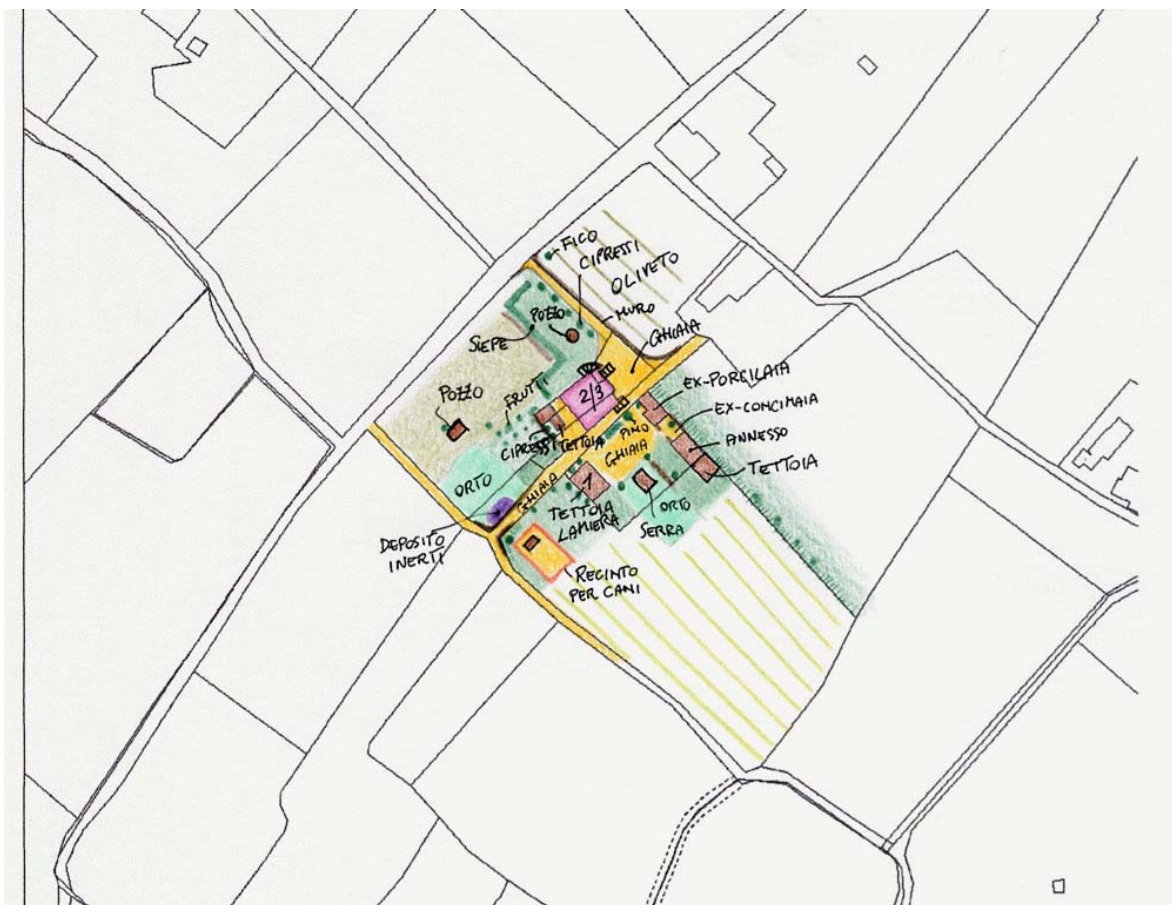 FICO
CIPRESSI
OLIVETO
MURO
GHIAIA
POZZO
SIEPE
POZZO
FRUTTI
2/3
EX-PORCILAIA
EX-CONCIMAIA
ANNESSO
TETTOIA
CIPRESSI
TETTOIA
PINO
GHIAIA
ORTO
GHIAIA
1
TETTOIA
LAMIERA
ORTO
SERRA
DEPOSITO
INERTI
RECINTO
PER CANI